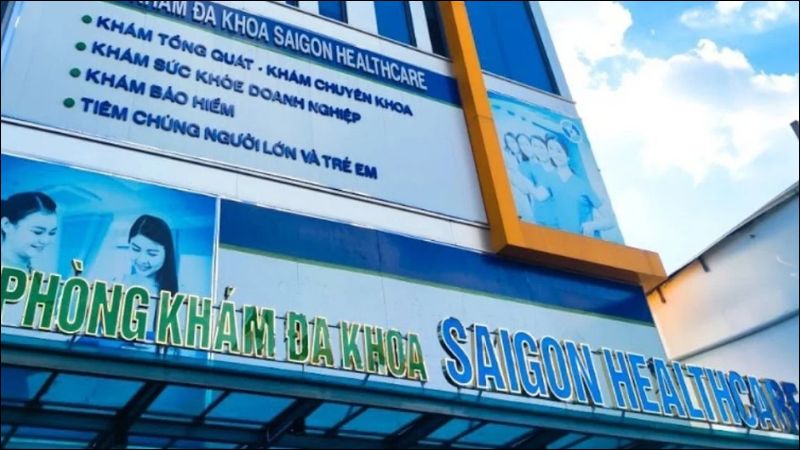 KHÁM ĐA KHOA SAIGON HEALTHCARE
• KHÁM TỔNG QUÁT - KHÁM CHUYÊN KHOA
• KHÁM SỨC KHỎE DOANH NGHIỆP
• KHÁM BẢO HIỂM
• TIÊM CHỦNG NGƯỜI LỚN VÀ TRẺ EM
PHÒNG KHÁM ĐA KHOA SAIGON HEALTHCARE